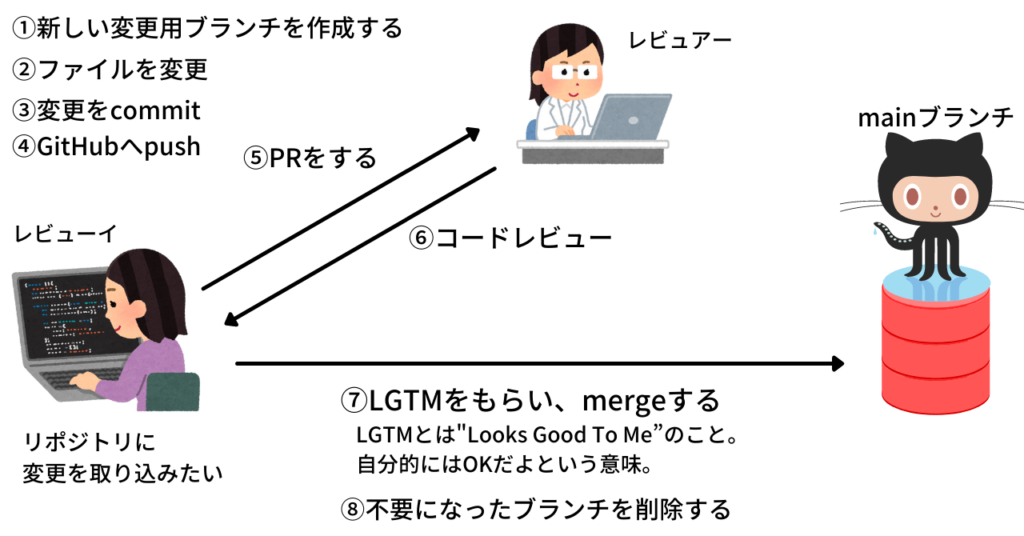 ①新しい変更用ブランチを作成する
②ファイルを変更
③変更をcommit
④GitHubへpush
レビュアー
mainブランチ
⑤PRをする
⑥コードレビュー
レビューイ
リポジトリに
変更を取り込みたい
⑦LGTMをもらい、mergeする
LGTMとは"Looks Good To Me”のこと。
自分的にはOKだよという意味。
⑧不要になったブランチを削除する